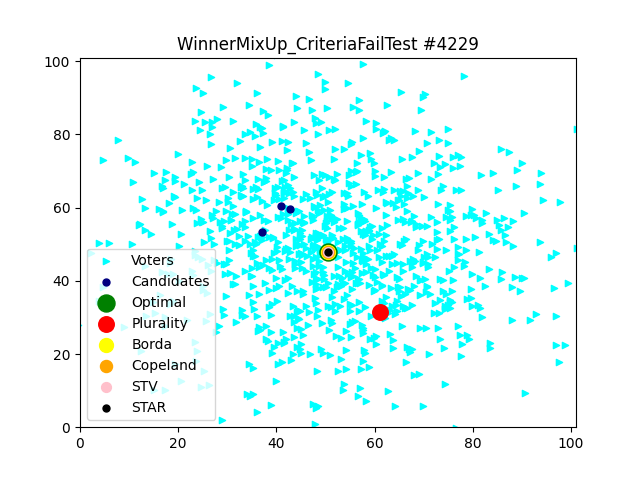 WinnerMixUp_CriteriaFailTest #4229
100
80
60
40
20
0
Voters
Candidates
Optimal
Plurality
Borda
Copeland
STV
STAR
0 20 40 60 80 100